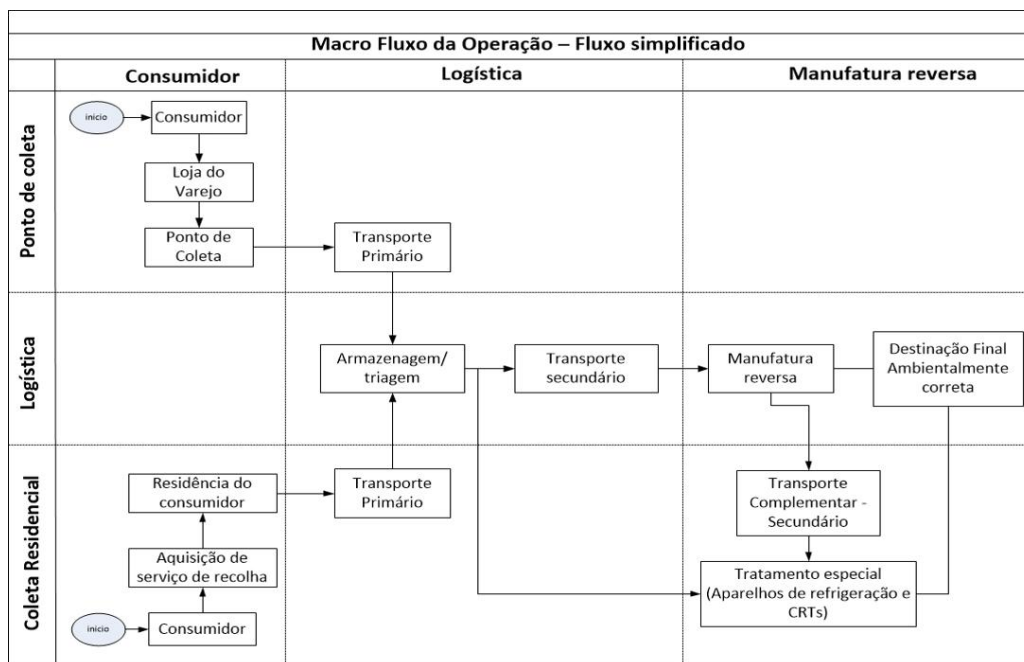 Macro Fluxo da Operação – Fluxo simplificado
Consumidor
Logística
Manufatura reversa
Ponto de coleta
inicio
Consumidor
Loja do
Varejo
Ponto de
Coleta
Transporte
Primário
Logística
Armazenagem/
triagem
Transporte
secundário
Manufatura
reversa
Destinação Final
Ambientalmente
correta
Coleta Residencial
Residência do
consumidor
Transporte
Primário
Aquisição de
serviço de recolha
inicio
Consumidor
Transporte
Complementar -
Secundário
Tratamento especial
(Aparelhos de refrigeração e
CRTs)